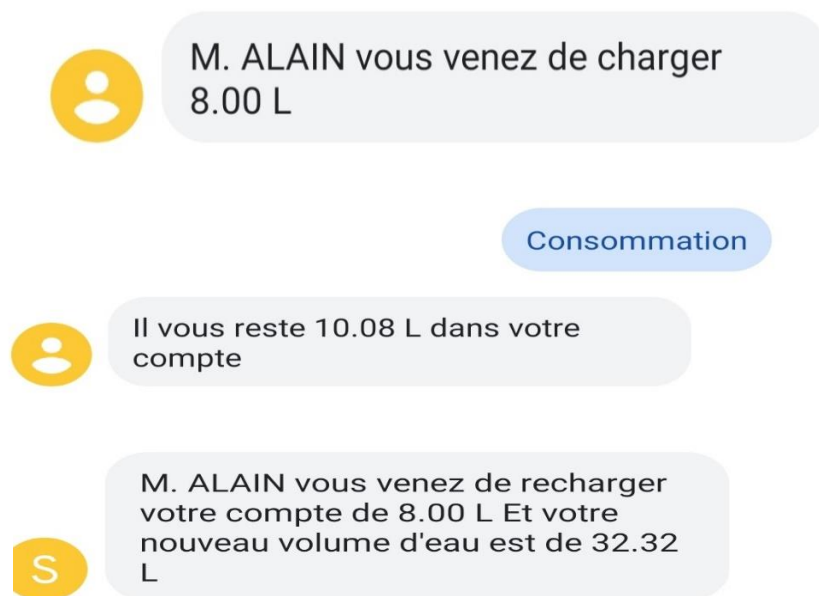 M. ALAIN vous venez de charger
8.00 L
Consommation
Il vous reste 10.08 L dans votre
compte
M. ALAIN vous venez de recharger
votre compte de 8.00 L Et votre
nouveau volume d'eau est de 32.32
L
S